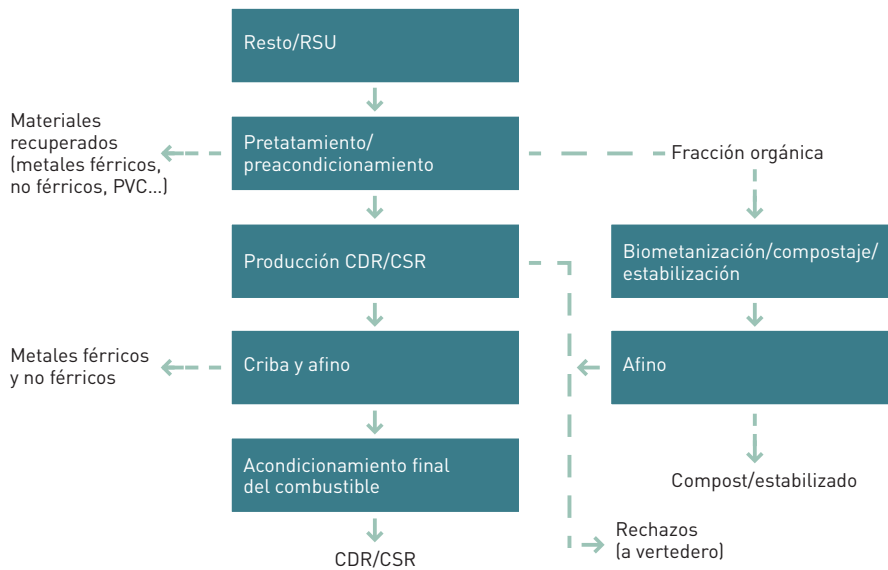 Resto/RSU
Materiales
recuperados
(metales férricos,
no férricos, PVC...)
Pretatamiento/
preacondicionamiento
Fracción orgánica
Producción CDR/CSR
Biometanización/compostaje/
estabilización
Metales férricos
y no férricos
Criba y afino
Afino
Acondicionamiento final
del combustible
Compost/estabilizado
CDR/CSR
Rechazos
(a vertedero)